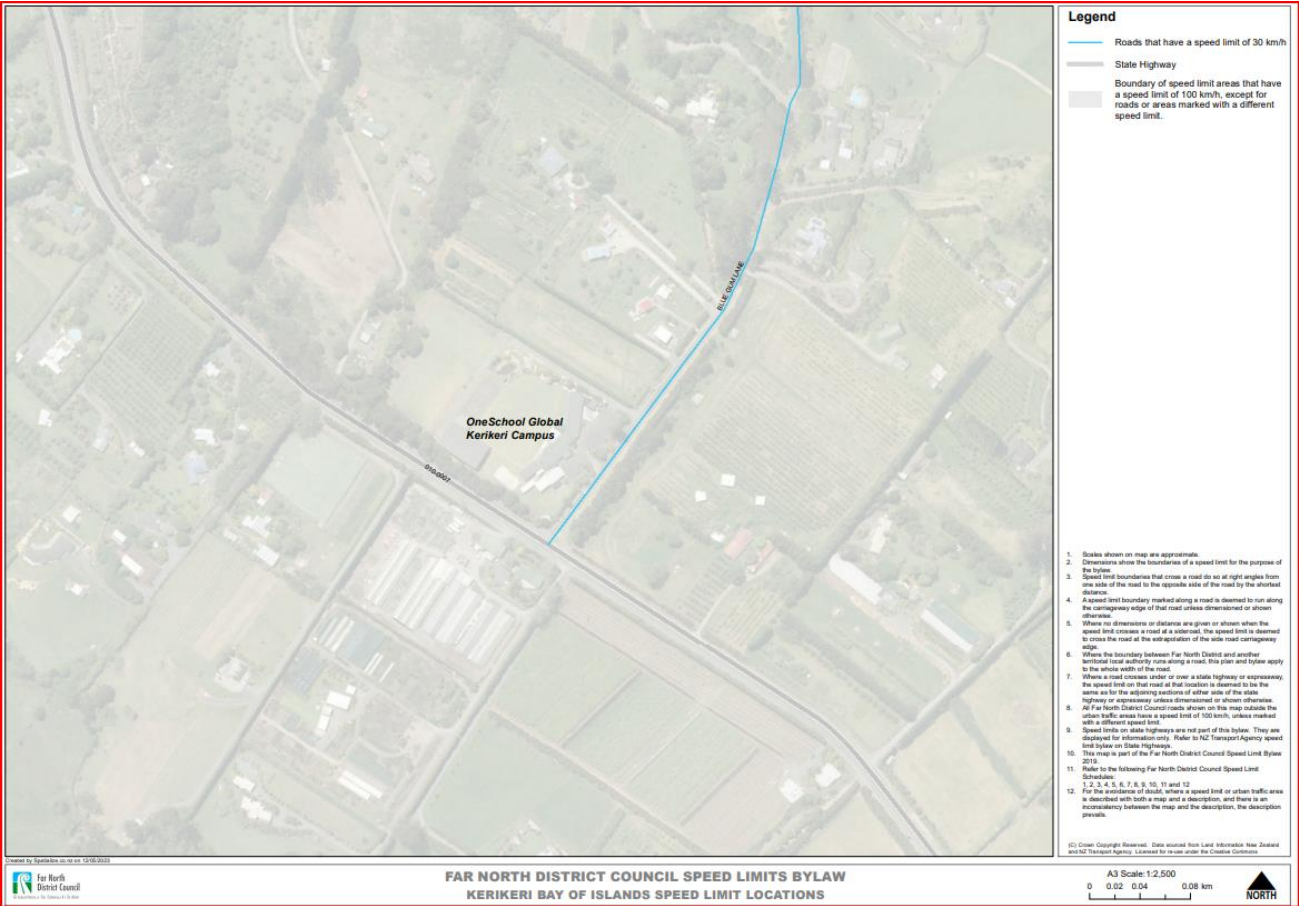 BLUE GUM LANE
OneSchool Global
Kerikeri Campus
010-0001
Legend
Roads that have a speed limit of 30 km/h
State Highway
Boundary of speed limit areas that have
a speed limit of 100 km/h, except for
roads or areas marked with a different
speed limit.
1. Scales shown on map are approximate.
2. Dimensions show the boundaries of a speed limit for the purpose of
the bylaw.
3. Speed limit boundaries that cross a road do so at right angles from
one side of the road to the opposite side of the road by the shortest
distance.
4. A speed limit boundary marked along a road is deemed to run along
the carriageway edge of that road unless dimensioned or shown
otherwise.
5. Where no dimensions or distance are given or shown when the
speed limit crosses a road at a sideroad, the speed limit is deemed
to cross the road at the extrapolation of the side road carriageway
edge.
6. Where the boundary between Far North District and another
territorial local authority runs along a road, this plan and bylaw apply
to the whole width of the road.
7. Where a road crosses under or over a state highway or expressway,
the speed limit on that road at that location is deemed to be the
same as for the adjoining sections of either side of the state
highway or expressway unless dimensioned or shown otherwise.
8. All Far North District Council roads shown on this map outside the
urban traffic areas have a speed limit of 100 km/h, unless marked
with a different speed limit.
9. Speed limits on state highways are not part of this bylaw. They are
displayed for information only. Refer to NZ Transport Agency speed
limit bylaw on State Highways.
10. This map is part of the Far North District Council Speed Limit Bylaw
2019.
11. Refer to the following Far North District Council Speed Limit
Schedules:
1, 2, 3, 4, 5, 6, 7, 8, 9, 10, 11 and 12
12. For the avoidance of doubt, where a speed limit or urban traffic area
is described with both a map and a description, and there is an
inconsistency between the map and the description, the description
prevails.
(C) Crown Copyright Reserved. Data sourced from Land Information New Zealand
and NZ Transport Agency. Licensed for re-use under the Creative Commons
Created by Spatialize.co.nz on 12/05/2023
Far North
District Council
FAR NORTH DISTRICT COUNCIL SPEED LIMITS BYLAW
KERIKERI BAY OF ISLANDS SPEED LIMIT LOCATIONS
A3 Scale:1:2,500
0 0.02 0.04 0.08 km
NORTH